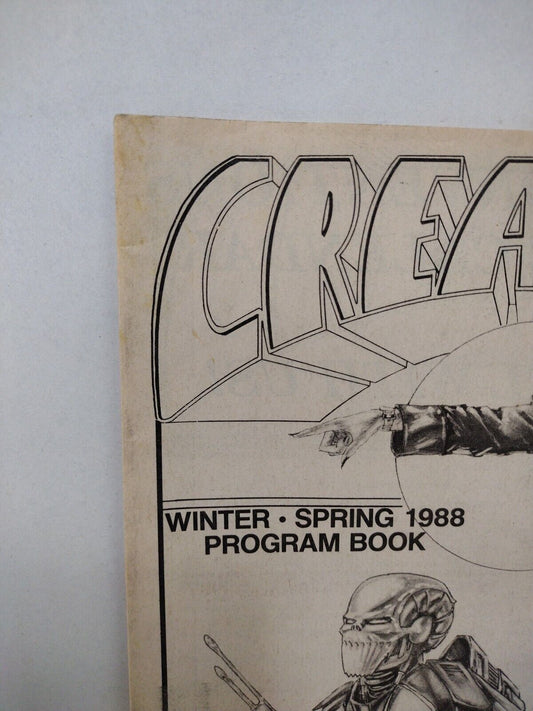 CREA
WINTER • SPRING 1988
PROGRAM BOOK